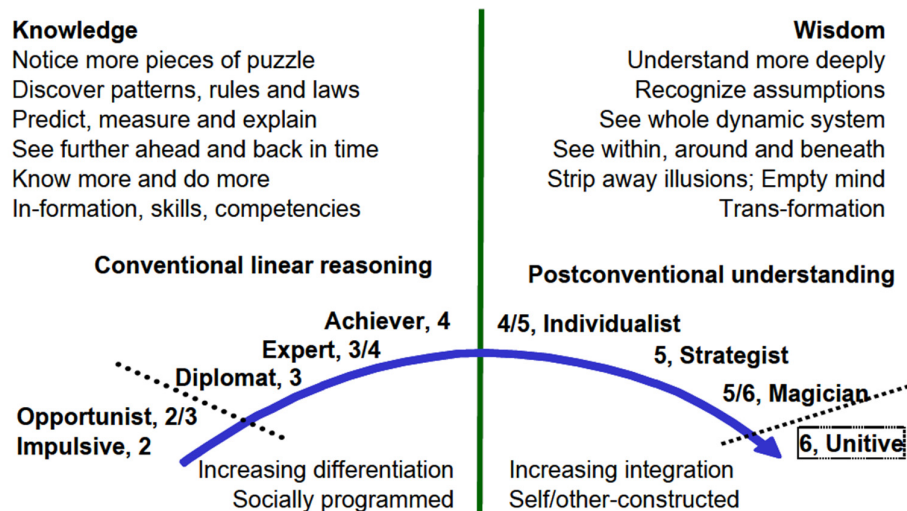 Knowledge
Notice more pieces of puzzle
Discover patterns, rules and laws
Predict, measure and explain
See further ahead and back in time
Know more and do more
In-formation, skills, competencies
Wisdom
Understand more deeply
Recognize assumptions
See whole dynamic system
See within, around and beneath
Strip away illusions; Empty mind
Trans-formation
Conventional linear reasoning
Postconventional understanding
Achiever, 4
Expert, 3/4
Diplomat, 3
Opportunist, 2/3
Impulsive, 2
4/5, Individualist
5, Strategist
5/6, Magician
6, Unitive
Increasing differentiation
Socially programmed
Increasing integration
Self/other-constructed